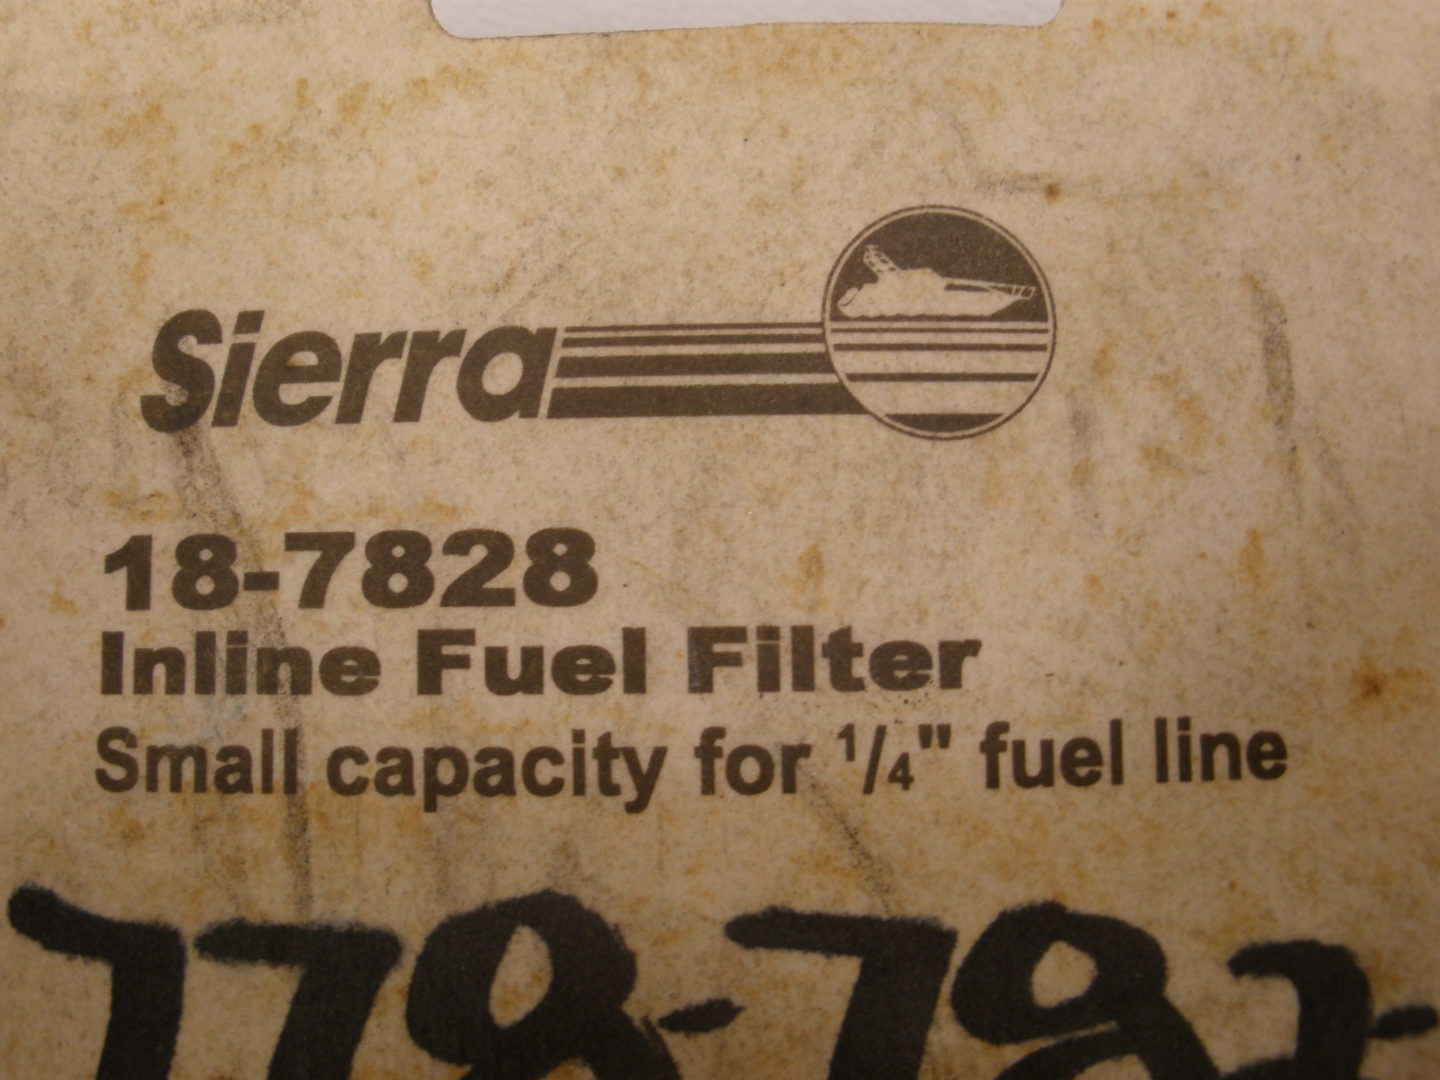 Sierra
18-7828
Inline Fuel Filter
Small capacity for 1/4" fuel line